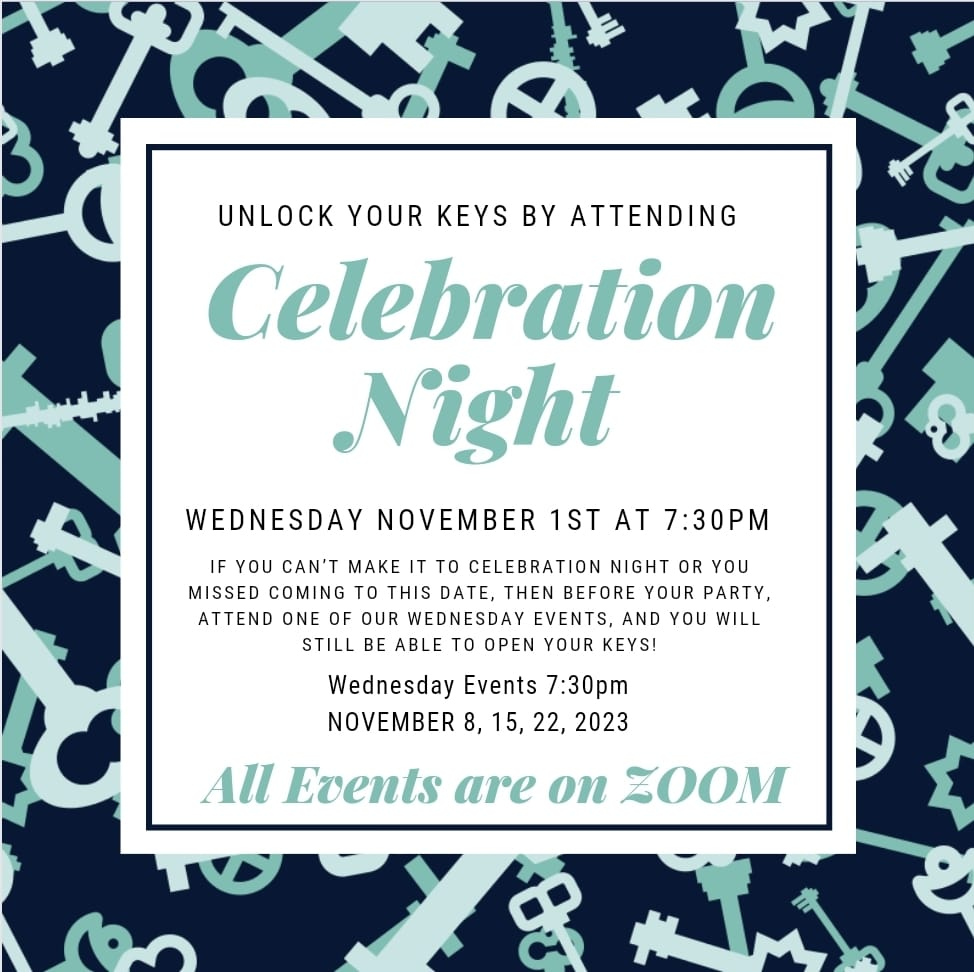 UNLOCK YOUR KEYS BY ATTENDING
Celebration
Night
WEDNESDAY NOVEMBER 1ST AT 7:30PM
IF YOU CAN'T MAKE IT TO CELEBRATION NIGHT OR YOU
MISSED COMING TO THIS DATE, THEN BEFORE YOUR PARTY,
ATTEND ONE OF OUR WEDNESDAY EVENTS, AND YOU WILL
STILL BE ABLE TO OPEN YOUR KEYS!
Wednesday Events 7:30pm
NOVEMBER 8, 15, 22, 2023
All Events are on ZOOM